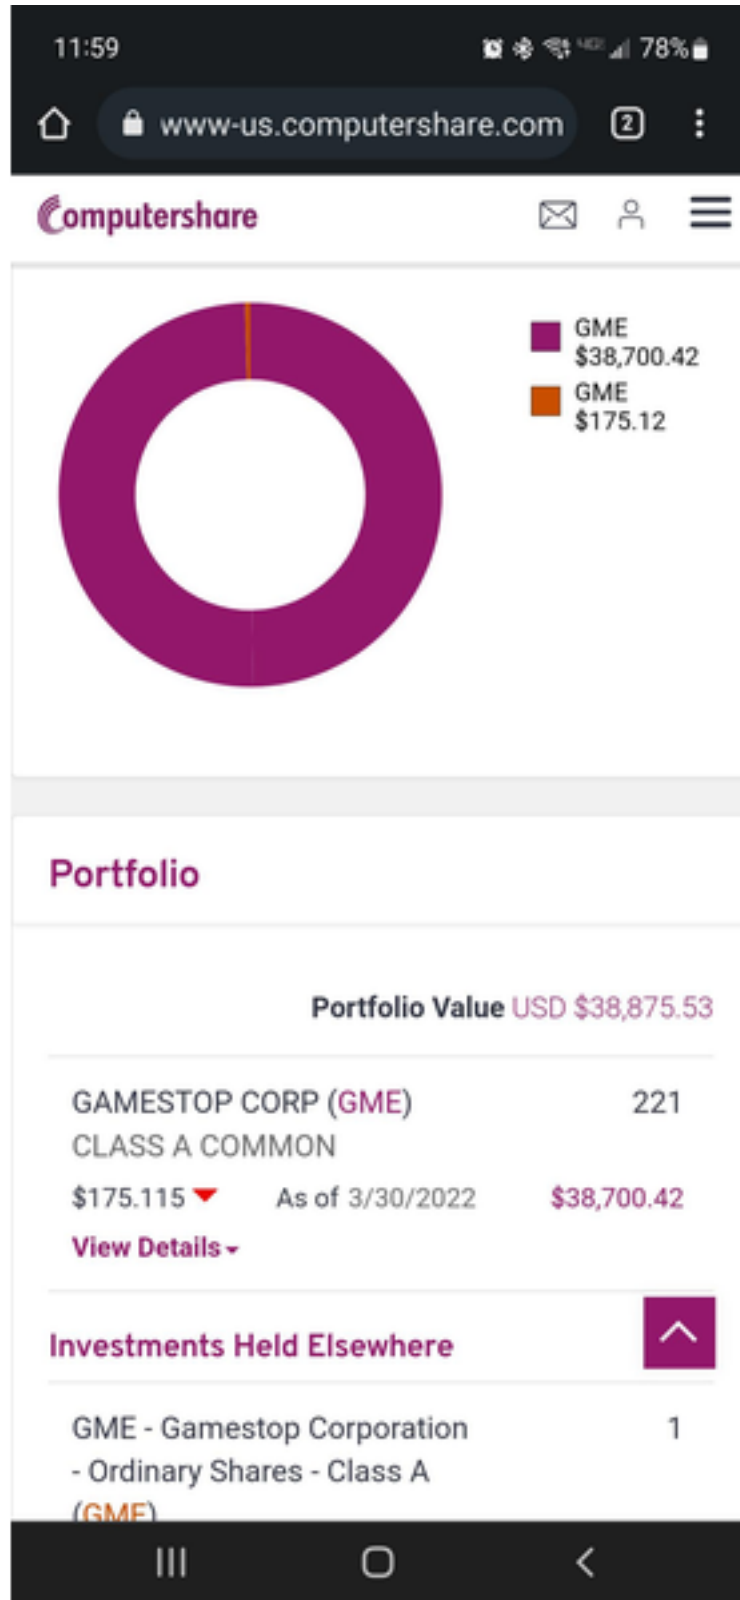 11:59
78%
www-us.computershare.com
2
Computershare
GME
$38,700.42
GME
$175.12
Portfolio
Portfolio Value USD $38,875.53
GAMESTOP CORP (GME) 221
CLASS A COMMON
$175.115 As of 3/30/2022 $38,700.42
View Details
Investments Held Elsewhere
GME - Gamestop Corporation 1
- Ordinary Shares - Class A
(GME)